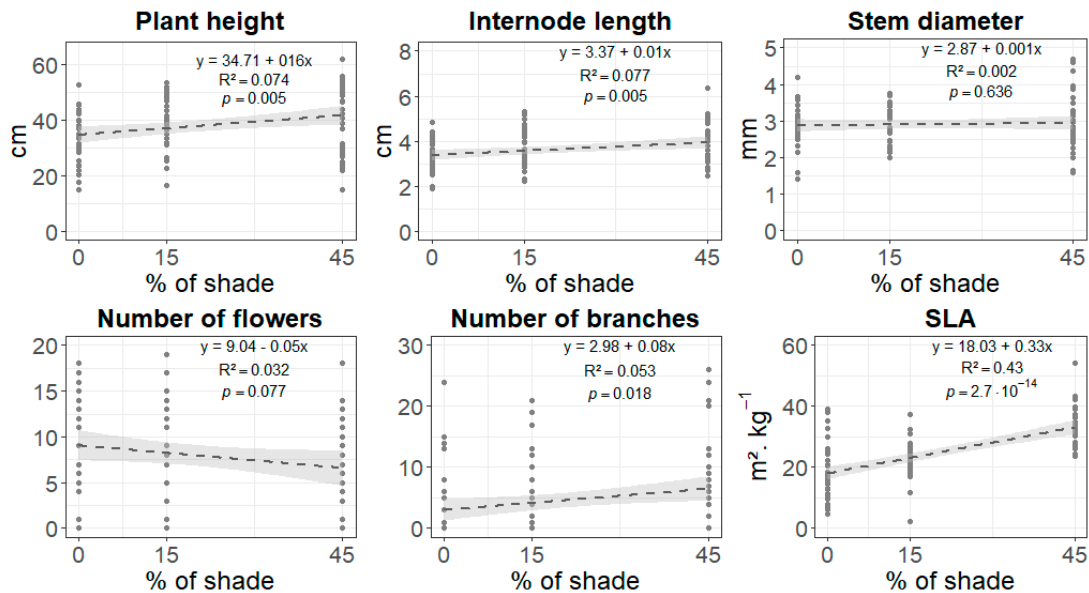 Plant height
y = 34.71 + 016x
R² = 0.074
p = 0.005
60
40
20
0
cm
0 15 45
% of shade
Internode length
y = 3.37 + 0.01x
R² = 0.077
p = 0.005
8
6
4
2
0
cm
0 15 45
% of shade
Stem diameter
y = 2.87 + 0.001x
R² = 0.002
p = 0.636
5
4
3
2
1
0
mm
0 15 45
% of shade
Number of flowers
y = 9.04 - 0.05x
R² = 0.032
p = 0.077
20
15
10
5
0
0 15 45
% of shade
Number of branches
y = 2.98 + 0.08x
R² = 0.053
p = 0.018
30
20
10
0
0 15 45
% of shade
SLA
y = 18.03 + 0.33x
R² = 0.43
p = 2.7 · 10⁻¹⁴
60
40
20
0
m². kg⁻¹
0 15 45
% of shade